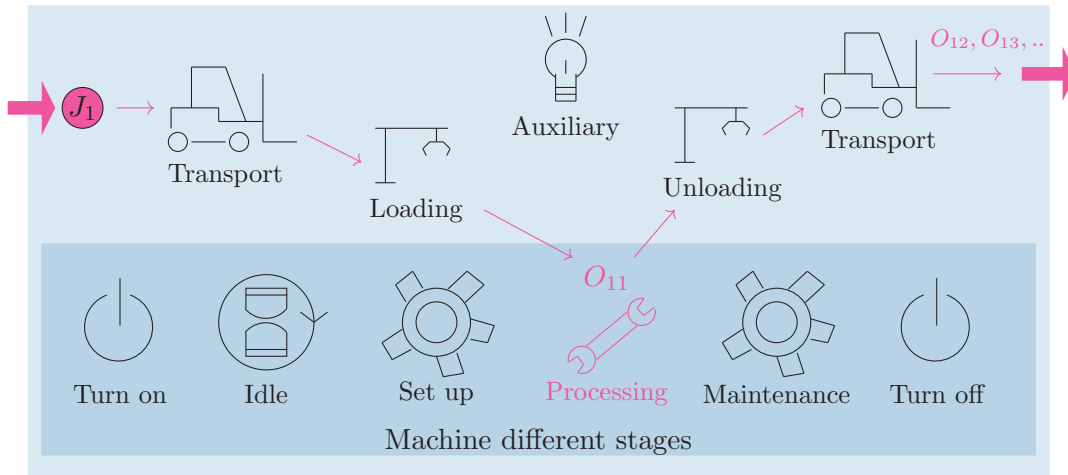 J₁
Transport
Loading
Auxiliary
Unloading
Transport
O₁₂, O₁₃, ..
O₁₁
Turn on
Idle
Set up
Processing
Maintenance
Turn off
Machine different stages